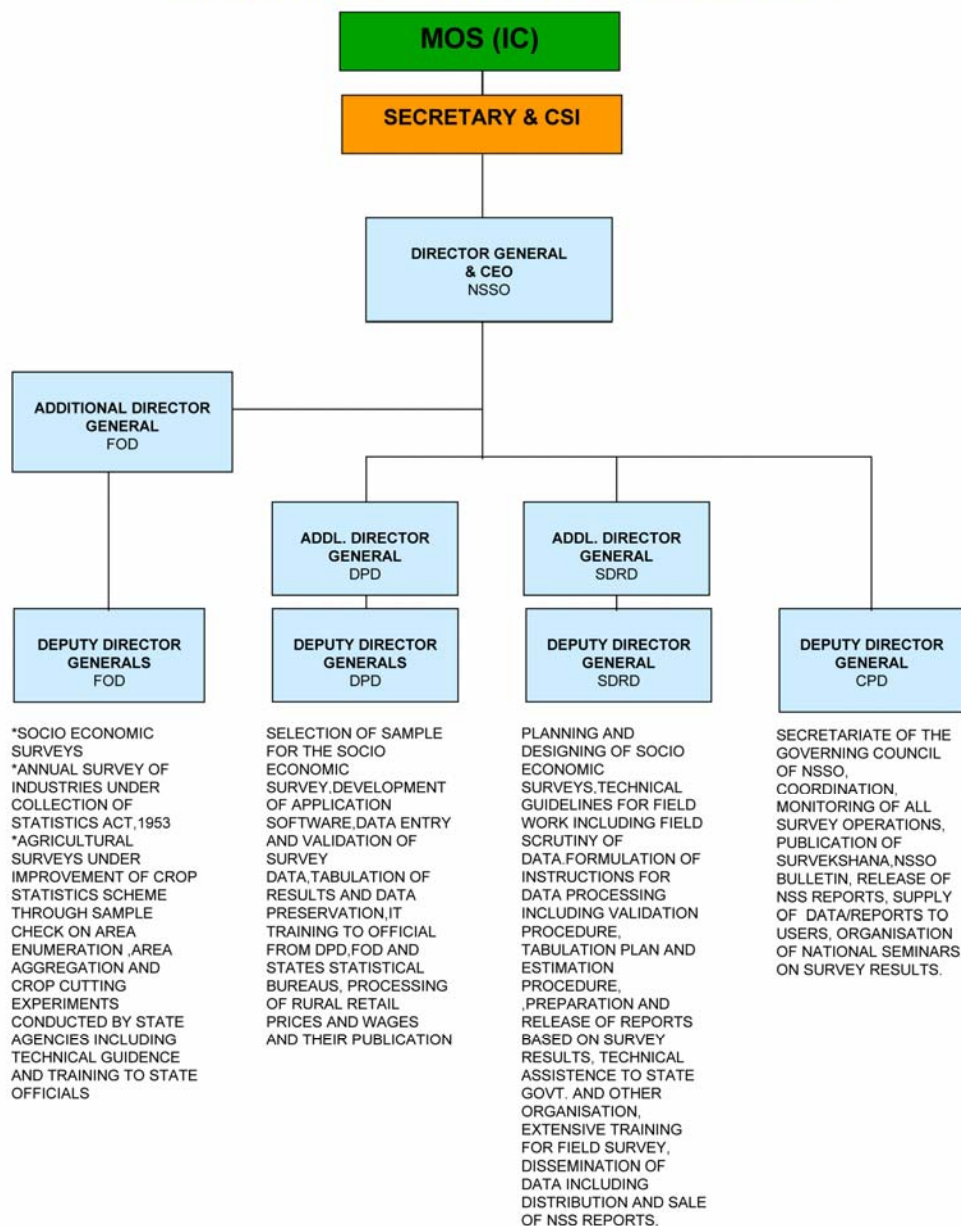 MOS (IC)
SECRETARY & CSI
DIRECTOR GENERAL
& CEO
NSSO
ADDITIONAL DIRECTOR
GENERAL
FOD
ADDL. DIRECTOR
GENERAL
DPD
ADDL. DIRECTOR
GENERAL
SDRD
DEPUTY DIRECTOR
GENERALS
FOD
DEPUTY DIRECTOR
GENERALS
DPD
DEPUTY DIRECTOR
GENERAL
SDRD
DEPUTY DIRECTOR
GENERAL
CPD
*SOCIO ECONOMIC
SURVEYS
*ANNUAL SURVEY OF
INDUSTRIES UNDER
COLLECTION OF
STATISTICS ACT,1953
*AGRICULTURAL
SURVEYS UNDER
IMPROVEMENT OF CROP
STATISTICS SCHEME
THROUGH SAMPLE
CHECK ON AREA
ENUMERATION ,AREA
AGGREGATION AND
CROP CUTTING
EXPERIMENTS
CONDUCTED BY STATE
AGENCIES INCLUDING
TECHNICAL GUIDENCE
AND TRAINING TO STATE
OFFICIALS
SELECTION OF SAMPLE
FOR THE SOCIO
ECONOMIC
SURVEY,DEVELOPMENT
OF APPLICATION
SOFTWARE,DATA ENTRY
AND VALIDATION OF
SURVEY
DATA,TABULATION OF
RESULTS AND DATA
PRESERVATION,IT
TRAINING TO OFFICIAL
FROM DPD,FOD AND
STATES STATISTICAL
BUREAUS, PROCESSING
OF RURAL RETAIL
PRICES AND WAGES
AND THEIR PUBLICATION
PLANNING AND
DESIGNING OF SOCIO
ECONOMIC
SURVEYS,TECHNICAL
GUIDELINES FOR FIELD
WORK INCLUDING FIELD
SCRUTINY OF
DATA.FORMULATION OF
INSTRUCTIONS FOR
DATA PROCESSING
INCLUDING VALIDATION
PROCEDURE,
TABULATION PLAN AND
ESTIMATION
PROCEDURE,
,PREPARATION AND
RELEASE OF REPORTS
BASED ON SURVEY
RESULTS, TECHNICAL
ASSISTENCE TO STATE
GOVT. AND OTHER
ORGANISATION,
EXTENSIVE TRAINING
FOR FIELD SURVEY,
DISSEMINATION OF
DATA INCLUDING
DISTRIBUTION AND SALE
OF NSS REPORTS.
SECRETARIATE OF THE
GOVERNING COUNCIL
OF NSSO,
COORDINATION,
MONITORING OF ALL
SURVEY OPERATIONS,
PUBLICATION OF
SURVEKSHANA,NSSO
BULLETIN, RELEASE OF
NSS REPORTS, SUPPLY
OF DATA/REPORTS TO
USERS, ORGANISATION
OF NATIONAL SEMINARS
ON SURVEY RESULTS.